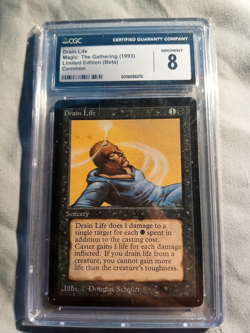 CGC
CERTIFIED GUARANTY COMPANY
Drain Life
Magic: The Gathering (1993)
Limited Edition (Beta)
Common
NM/MINT
8
Drain Life
Sorcery
Drain Life does 1 damage to a
single target for each spent in
addition to the casting cost.
Caster gains 1 life for each damage
inflicted. If you drain life from a
creature, you cannot gain more
life than the creature's toughness.
Illus. © Douglas Shuler